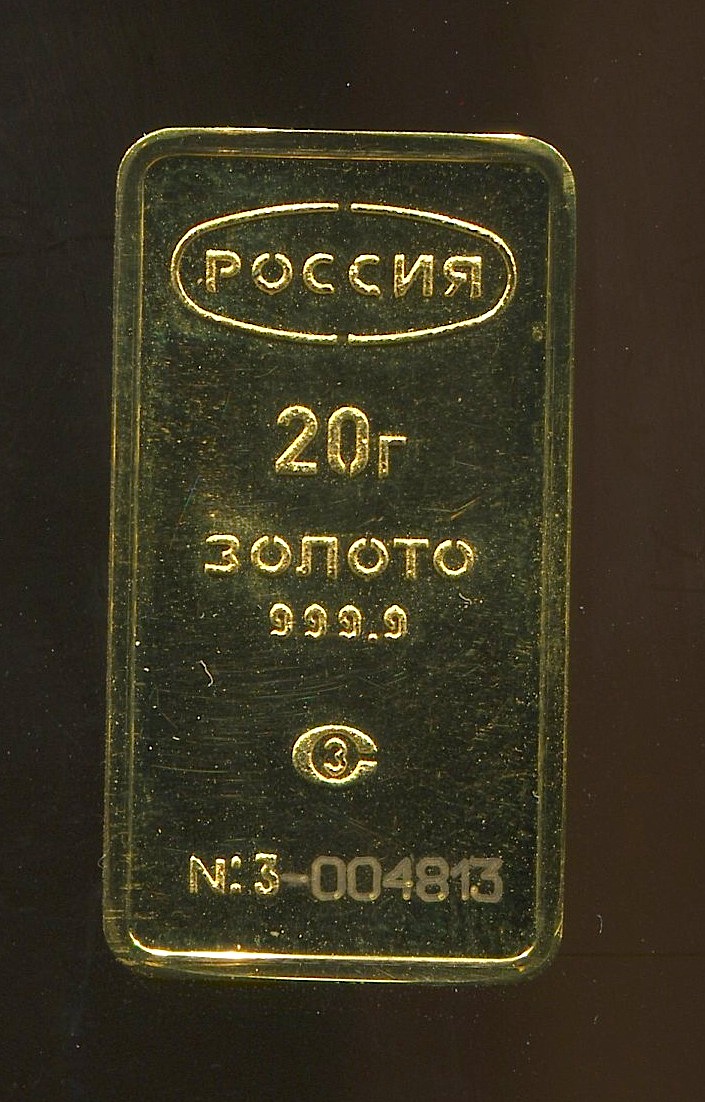 РОССИЯ
20г
ЗОЛОТО
999.9
З
№ 3-004813